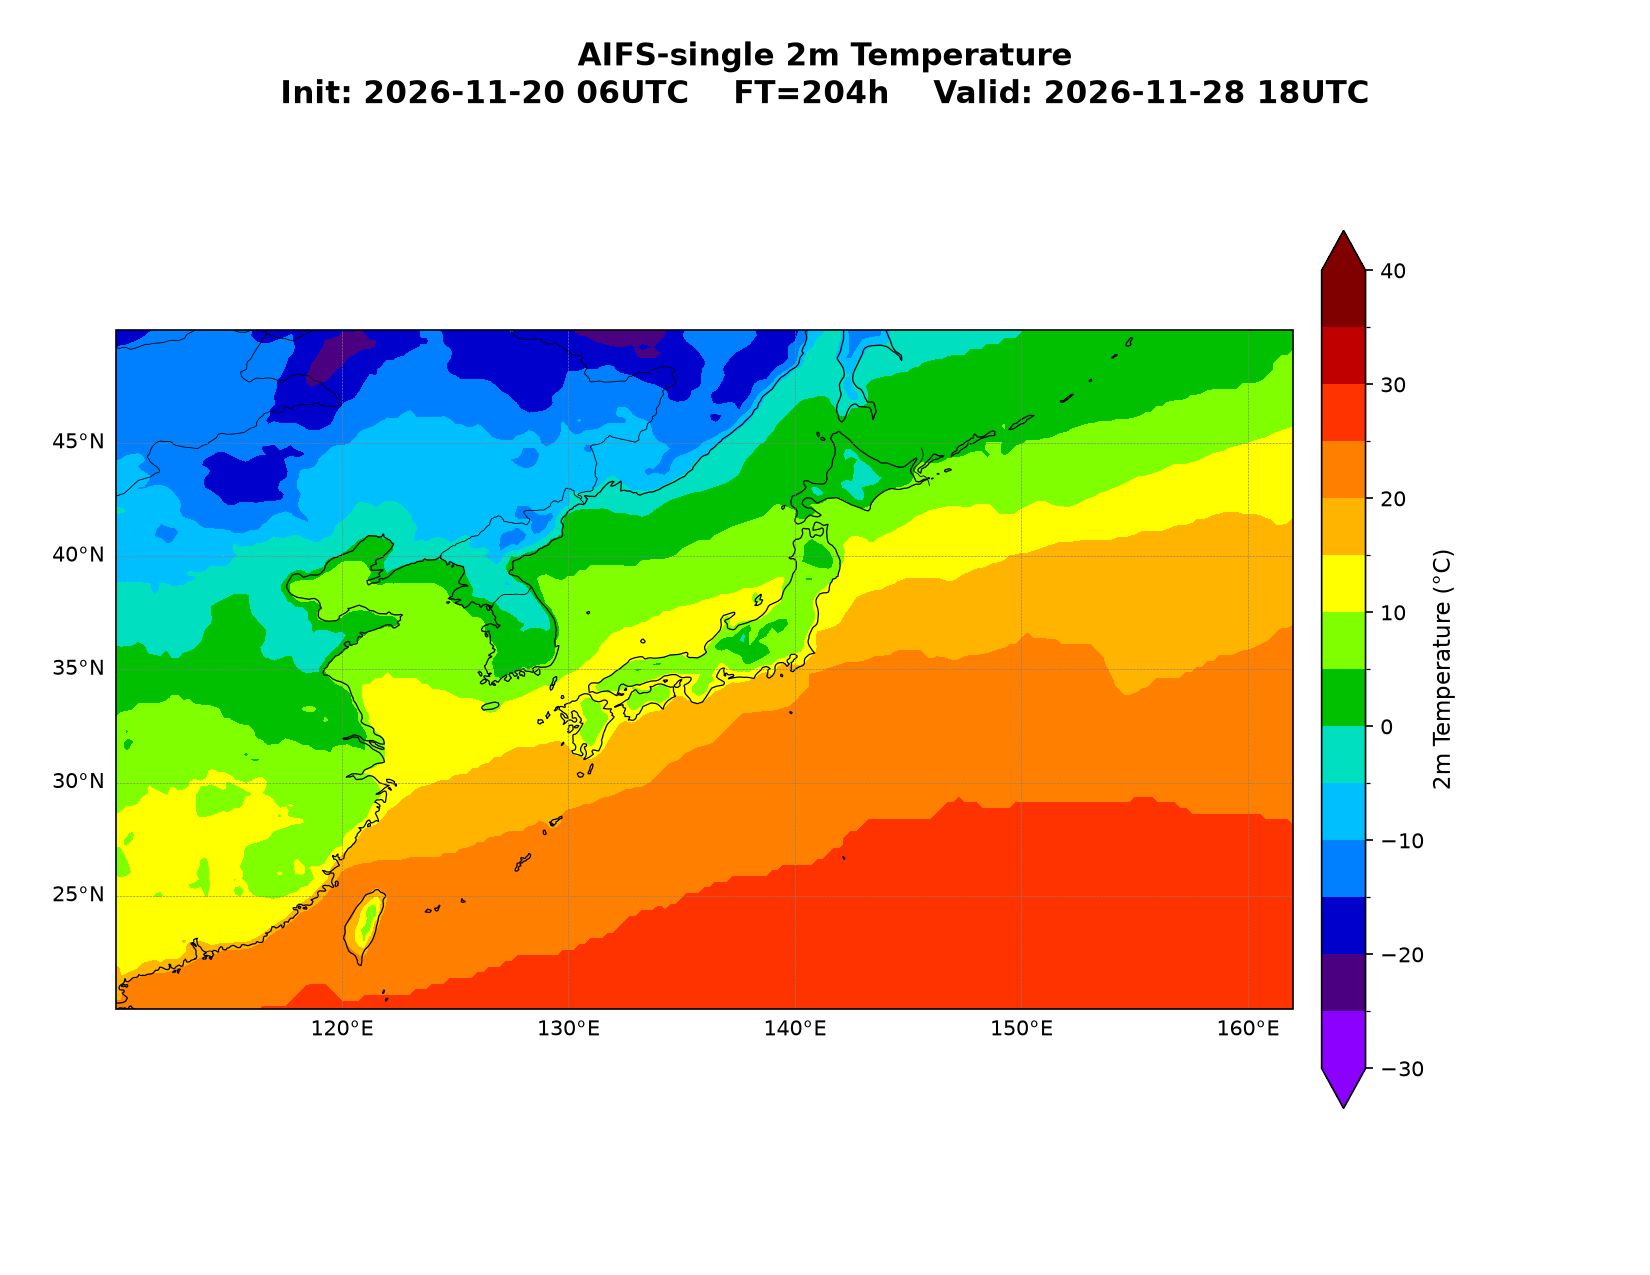 AIFS-single 2m Temperature
Init: 2026-11-20 06UTC    FT=204h    Valid: 2026-11-28 18UTC
45°N
40°N
35°N
30°N
25°N
120°E
130°E
140°E
150°E
160°E
40
30
20
10
0
−10
−20
−30
2m Temperature (°C)